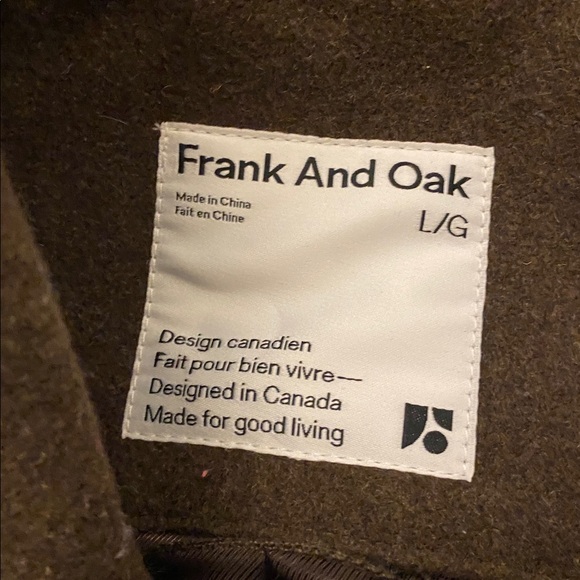 Frank And Oak
Made in China
Fait en Chine
L/G
Design canadien
Fait pour bien vivre—
Designed in Canada
Made for good living